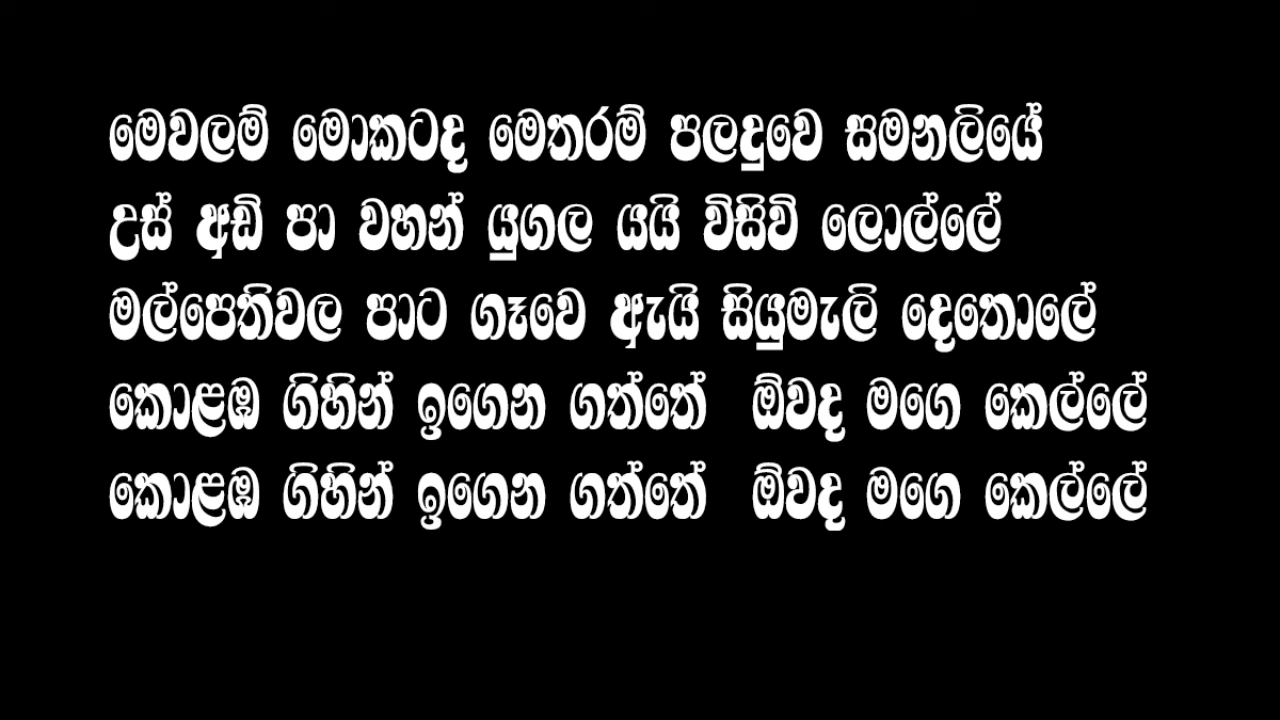 මෙවලම් මොකටද මෙතරම් පලදුවෙ සමනලියේ
උස් අඩි පා වහන් යුගල යයි විසිවි ලොල්ලේ
මල්පෙතිවල පාට ගෑවෙ ඇයි සියුමැලි දෙතොලේ
කොළඹ ගිහින් ඉගෙන ගත්තේ ඕවද මගෙ කෙල්ලේ
කොළඹ ගිහින් ඉගෙන ගත්තේ ඕවද මගෙ කෙල්ලේ